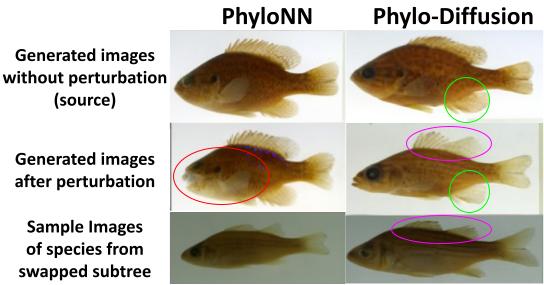 PhyloNN
Phylo-Diffusion
Generated images
without perturbation
(source)
Generated images
after perturbation
Sample Images
of species from
swapped subtree